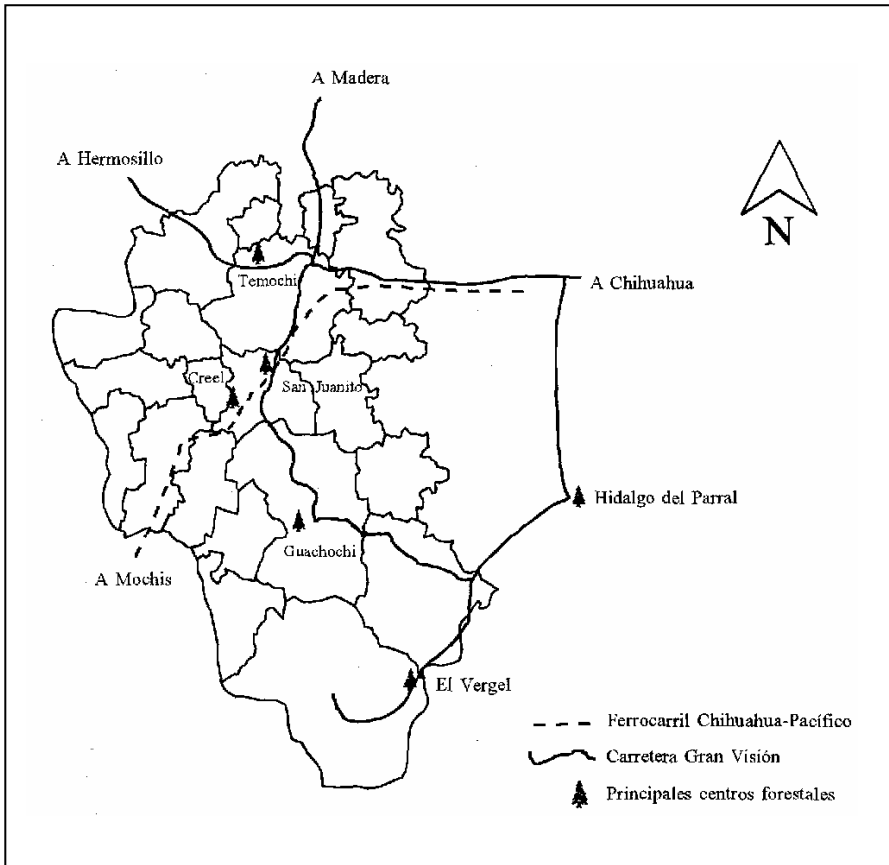 A Madera
A Hermosillo
N
Temochi
A Chihuahua
Creel
San Juanito
Hidalgo del Parral
Guachochi
A Mochis
El Vergel
Ferrocarril Chihuahua-Pacífico
Carretera Gran Visión
Principales centros forestales